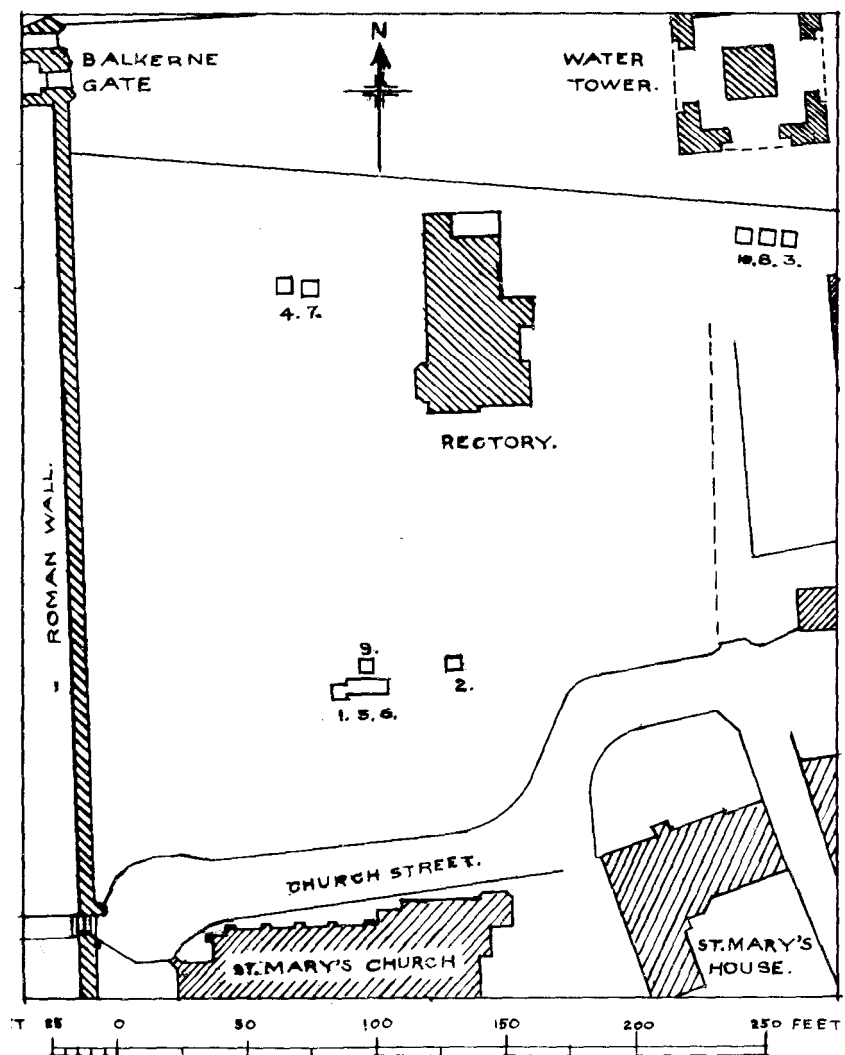 N
BALKERNE
GATE
WATER
TOWER.
10. 8. 3.
4. 7.
RECTORY.
ROMAN WALL.
9.
2.
1. 5. 6.
CHURCH STREET.
ST. MARY'S CHURCH
ST. MARY'S
HOUSE.
T 25 0 50 100 150 200 250 FEET